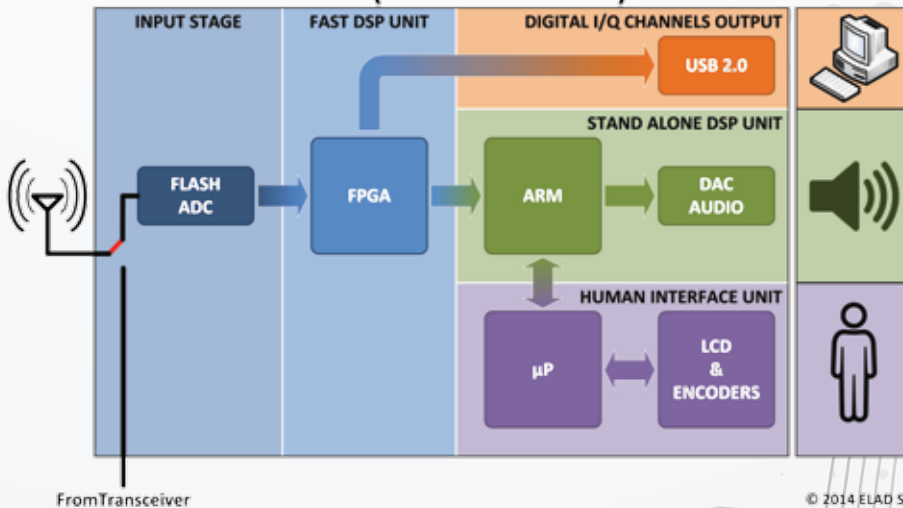 INPUT STAGE
FAST DSP UNIT
DIGITAL I/Q CHANNELS OUTPUT
USB 2.0
STAND ALONE DSP UNIT
FLASH
ADC
FPGA
ARM
DAC
AUDIO
HUMAN INTERFACE UNIT
µP
LCD
&
ENCODERS
FromTransceiver
© 2014 ELAD S